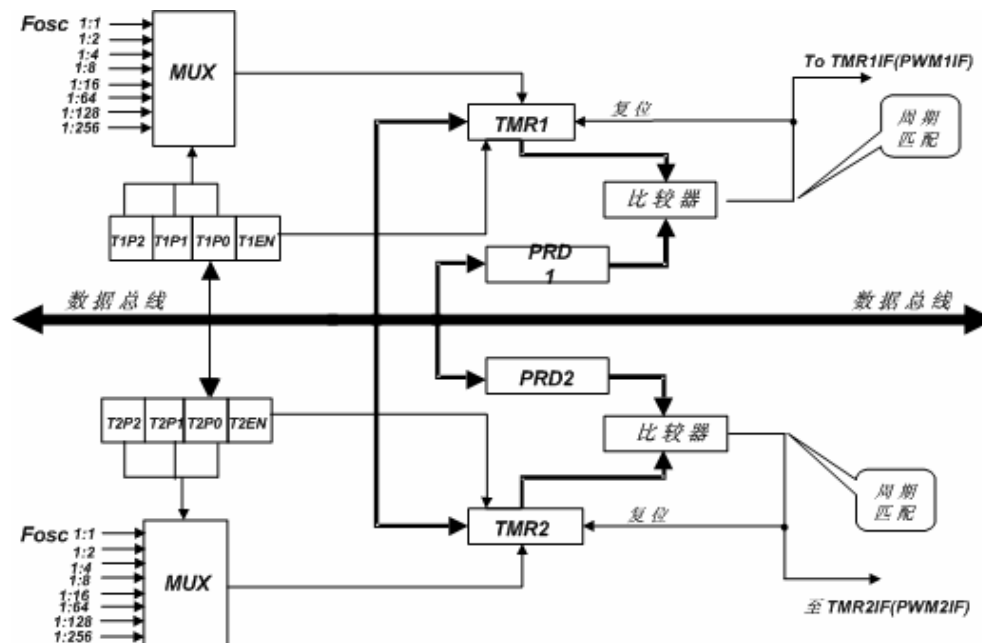 Fosc 1:1
1:2
1:4
1:8
1:16
1:64
1:128
1:256
MUX
To TMR1IF(PWM1IF)
TMR1
复位
周期
匹配
比较器
T1P2 T1P1 T1P0 T1EN
PRD
1
数据总线
数据总线
PRD2
T2P2 T2P1 T2P0 T2EN
比较器
周期
匹配
TMR2
复位
Fosc 1:1
1:2
1:4
1:8
1:16
1:64
1:128
1:256
MUX
至 TMR2IF(PWM2IF)